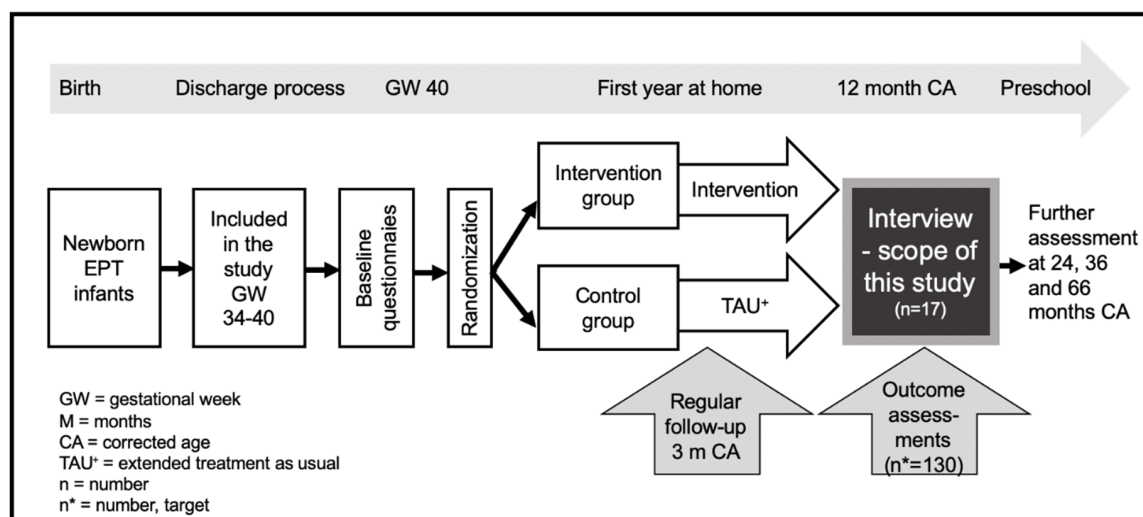 Birth
Discharge process
GW 40
First year at home
12 month CA
Preschool
Newborn
EPT
infants
Included
in the
study
GW
34-40
Baseline
questionnaies
Randomization
Intervention
group
Intervention
Control
group
TAU⁺
Interview
- scope of
this study
(n=17)
Further
assessment
at 24, 36
and 66
months CA
Regular
follow-up
3 m CA
Outcome
assess-
ments
(n*=130)
GW = gestational week
M = months
CA = corrected age
TAU⁺ = extended treatment as usual
n = number
n* = number, target